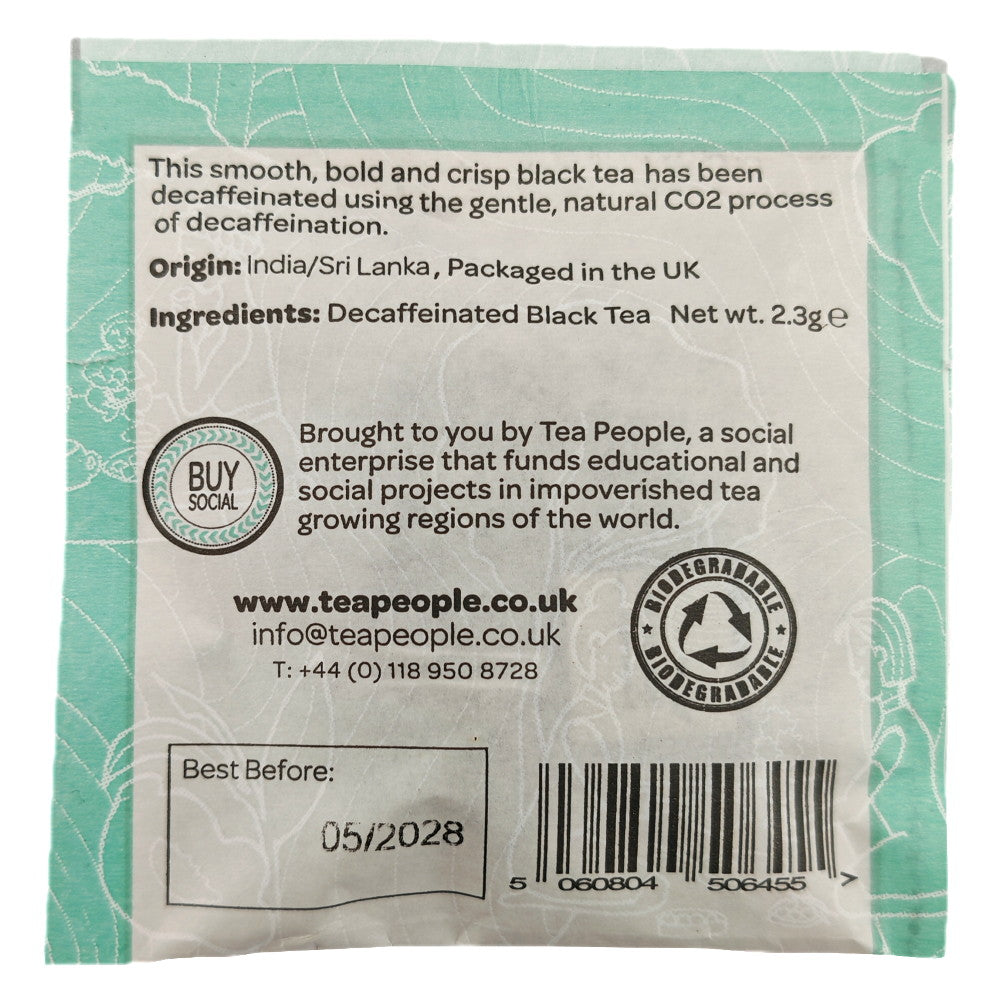 This smooth, bold and crisp black tea has been
decaffeinated using the gentle, natural CO2 process
of decaffeination.
Origin: India/Sri Lanka, Packaged in the UK
Ingredients: Decaffeinated Black Tea Net wt. 2.3g ℮
BUY
SOCIAL
Brought to you by Tea People, a social
enterprise that funds educational and
social projects in impoverished tea
growing regions of the world.
BIODEGRADABLE
BIODEGRADABLE
www.teapeople.co.uk
info@teapeople.co.uk
T: +44 (0) 118 950 8728
Best Before:
05/2028
5 060804 506455 >